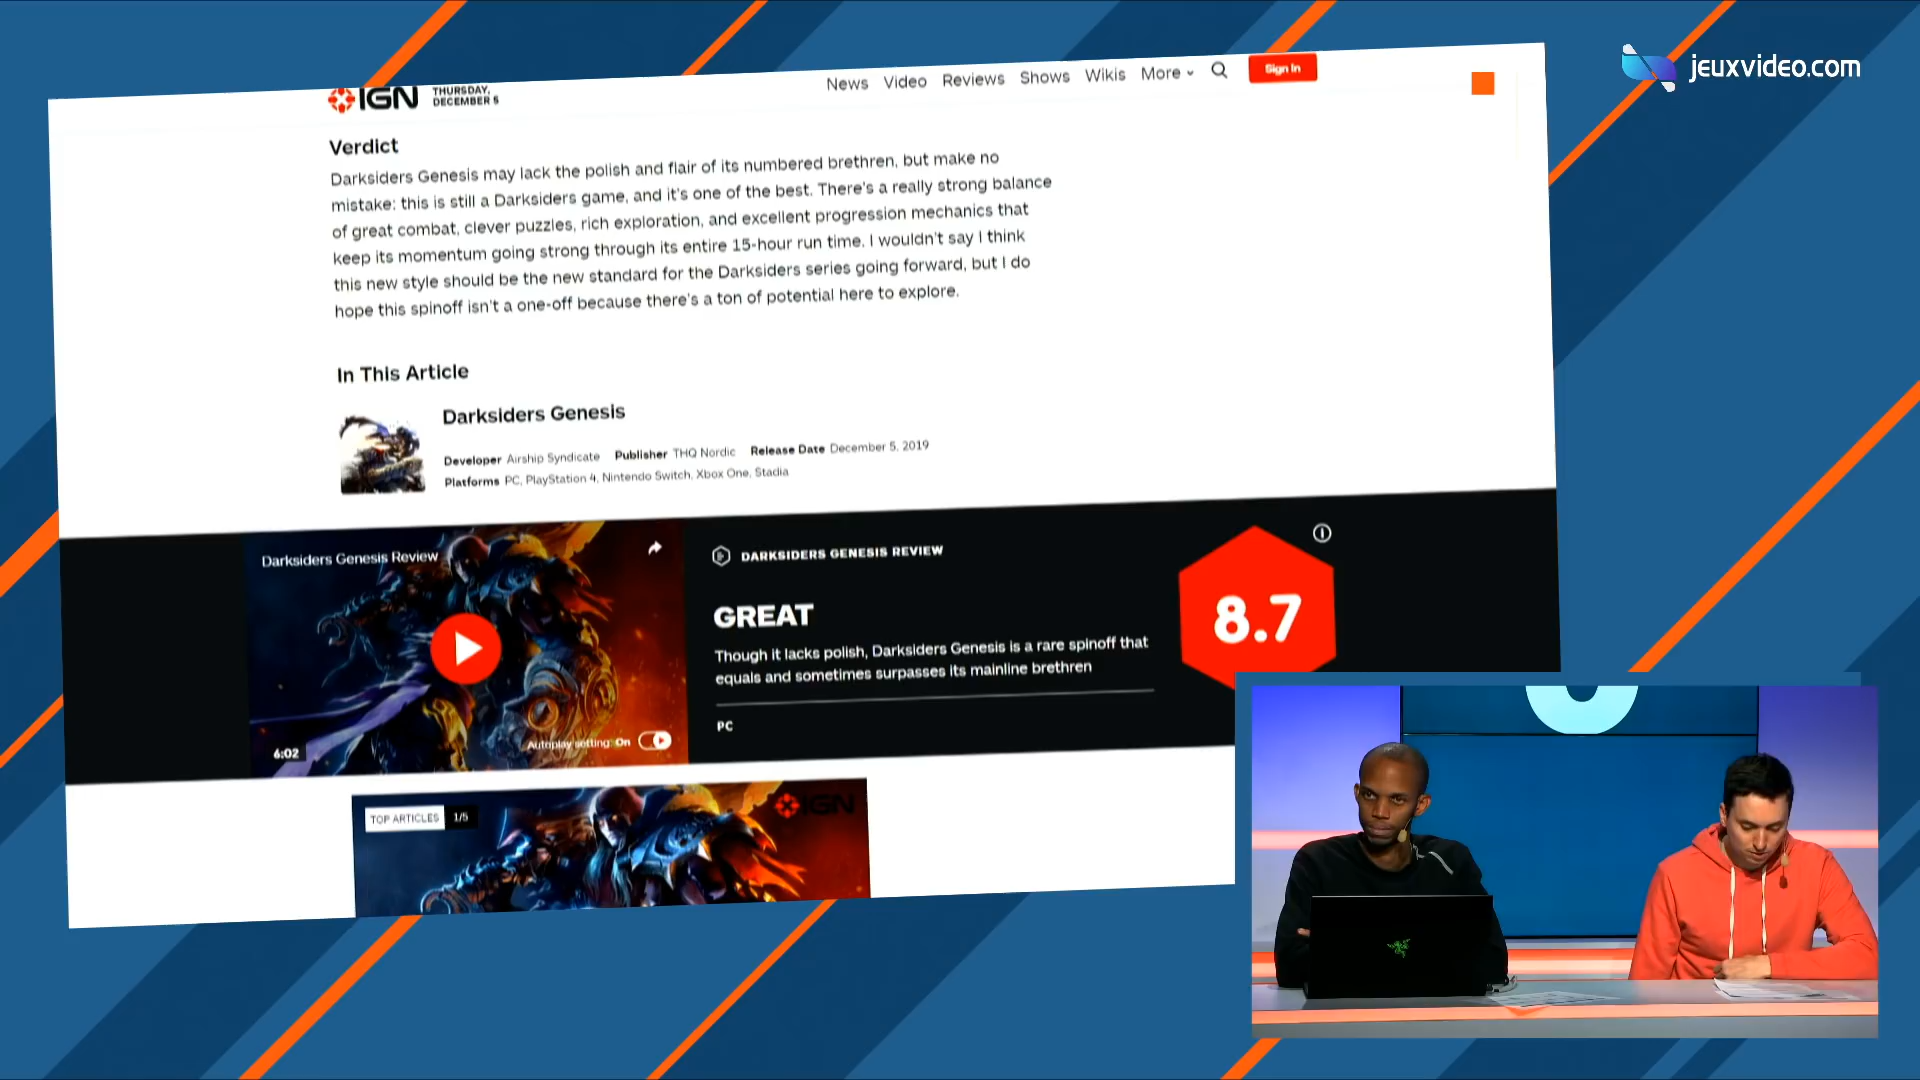 jeuxvideo.com
IGN
THURSDAY,
DECEMBER 5
News Video Reviews Shows Wikis More
Sign In
Verdict
Darksiders Genesis may lack the polish and flair of its numbered brethren, but make no
mistake: this is still a Darksiders game, and it's one of the best. There's a really strong balance
of great combat, clever puzzles, rich exploration, and excellent progression mechanics that
keep its momentum going strong through its entire 15-hour run time. I wouldn't say I think
this new style should be the new standard for the Darksiders series going forward, but I do
hope this spinoff isn't a one-off because there's a ton of potential here to explore.
In This Article
Darksiders Genesis
Developer Airship Syndicate Publisher THQ Nordic Release Date December 5, 2019
Platforms PC, PlayStation 4, Nintendo Switch, Xbox One, Stadia
Darksiders Genesis Review
6:02
Autoplay setting: On
DARKSIDERS GENESIS REVIEW
GREAT
Though it lacks polish, Darksiders Genesis is a rare spinoff that
equals and sometimes surpasses its mainline brethren
PC
8.7
TOP ARTICLES 1/5
IGN